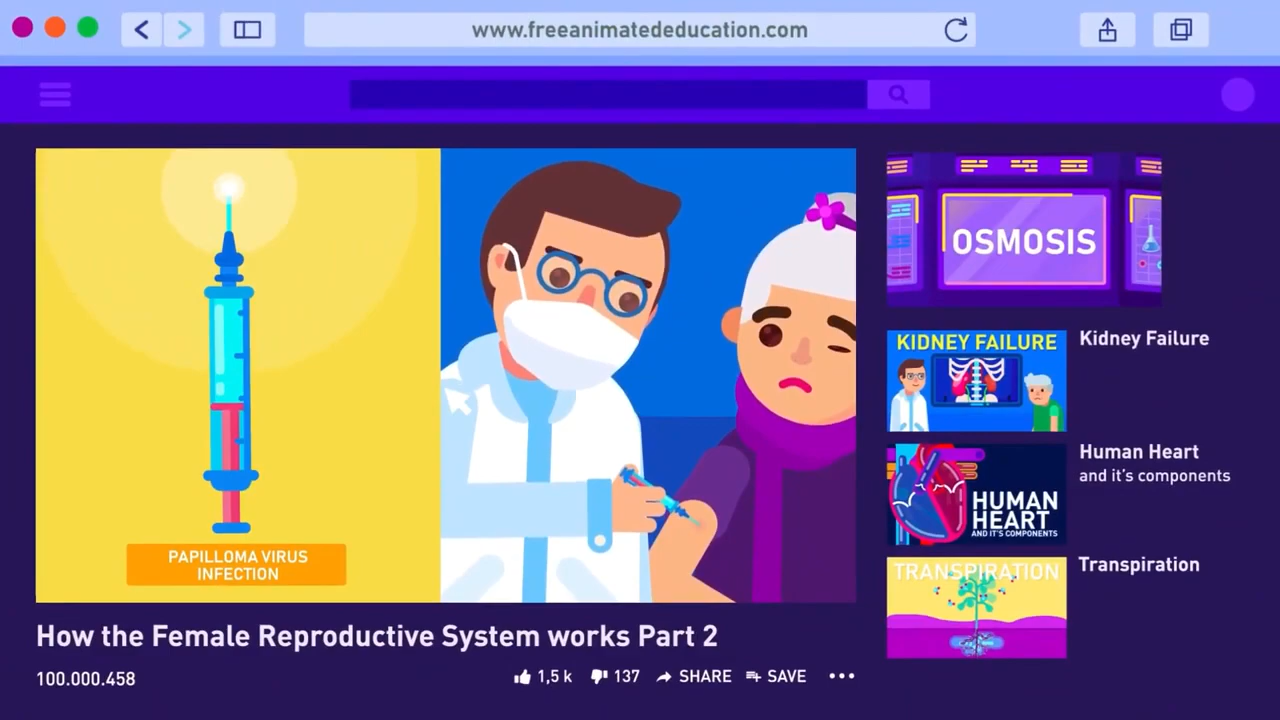 www.freeanimatededucation.com
PAPILLOMA VIRUS
INFECTION
How the Female Reproductive System works Part 2
100.000.458
1,5 k
137
SHARE
SAVE
OSMOSIS
KIDNEY FAILURE
Kidney Failure
HUMAN
HEART
AND IT'S COMPONENTS
Human Heart
and it's components
TRANSPIRATION
Transpiration